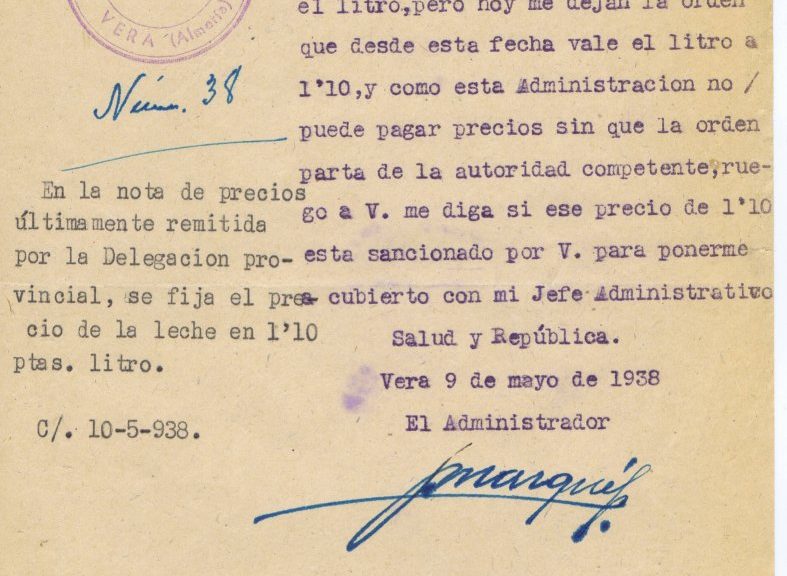 VERA (Almería)
Núm. 38
En la nota de precios
últimamente remitida
por la Delegacion pro-
vincial, se fija el pre-
cio de la leche en 1'10
ptas. litro.
C/. 10-5-938.
el litro,pero hoy me dejan la orden
que desde esta fecha vale el litro a
1'10,y como esta Administracion no /
puede pagar precios sin que la orden
parta de la autoridad competente,rue-
go a V. me diga si ese precio de 1'10
esta sancionado por V. para ponerme
a cubierto con mi Jefe Administrativo
Salud y República.
Vera 9 de mayo de 1938
El Administrador
Jmarqués